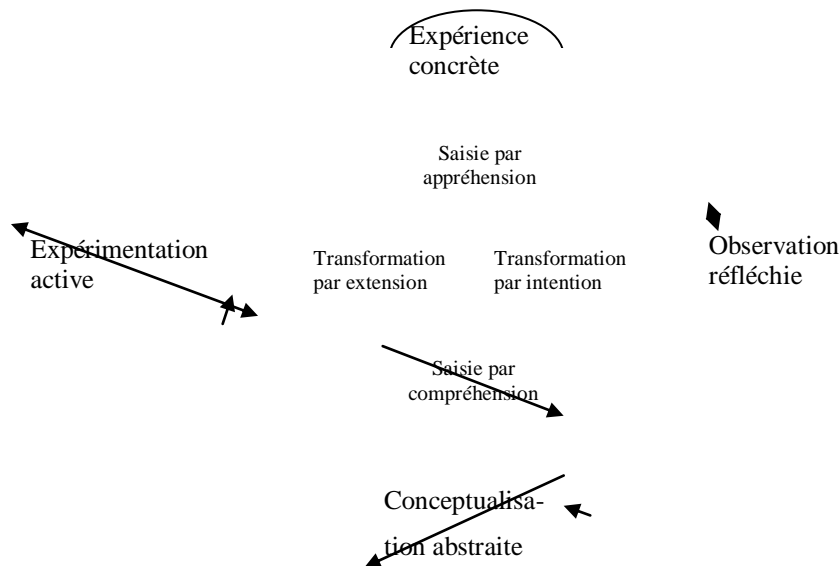 Expérience
concrète
Saisie par
appréhension
Expérimentation
active
Transformation
par extension
Transformation
par intention
Observation
réfléchie
Saisie par
compréhension
Conceptualisa-
tion abstraite